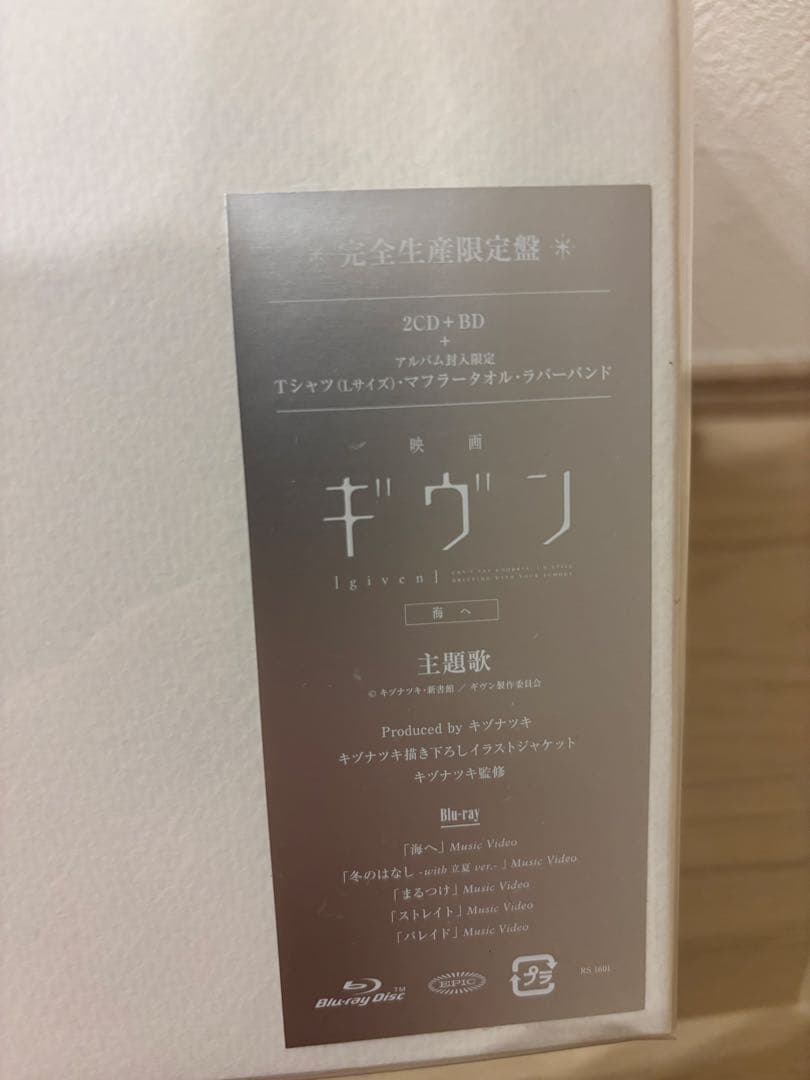 完全生産限定盤
2CD+BD
+
アルバム封入限定
Tシャツ(Lサイズ)・マフラータオル・ラバーバンド
映画
ギヴン
]given]
海へ
主題歌
© キヅナツキ・新書館 / ギヴン製作委員会
Produced by キヅナツキ
キヅナツキ描き下ろしイラストジャケット
キヅナツキ監修
Blu-ray
「海へ」Music Video
「冬のはなし -with 立夏 ver.-」Music Video
「まるつけ」Music Video
「ストレイト」Music Video
「パレイド」Music Video
Blu-ray Disc TM
EPIC
プラ
RS 1601